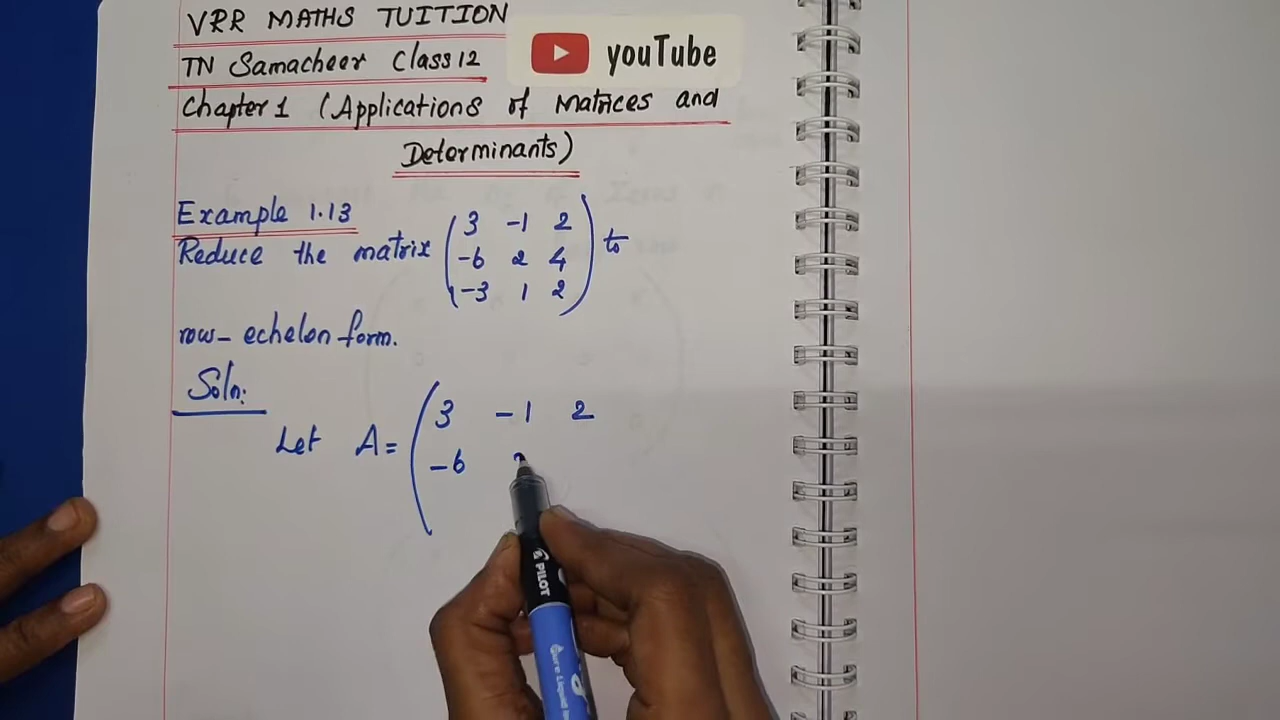 VRR MATHS TUITION
youTube
TN Samacheer Class 12
Chapter 1 (Applications of Matrices and
Determinants)
Example 1.13
Reduce the matrix (3 -1 2
-6 2 4
-3 1 2) to
row-echelon form.
Soln:
Let A = (3 -1 2
-6 2
PILOT